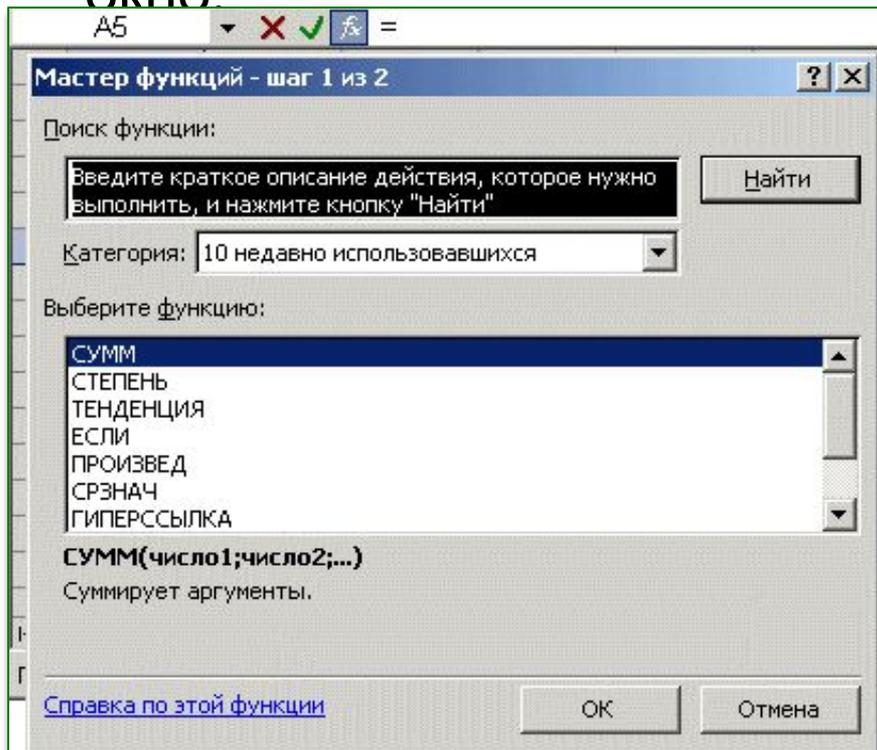 окно.
A5 =
Мастер функций - шаг 1 из 2
Поиск функции:
Введите краткое описание действия, которое нужно
выполнить, и нажмите кнопку "Найти"
Найти
Категория: 10 недавно использовавшихся
Выберите функцию:
СУММ
СТЕПЕНЬ
ТЕНДЕНЦИЯ
ЕСЛИ
ПРОИЗВЕД
СРЗНАЧ
ГИПЕРССЫЛКА
СУММ(число1;число2;...)
Суммирует аргументы.
Справка по этой функции
ОК
Отмена